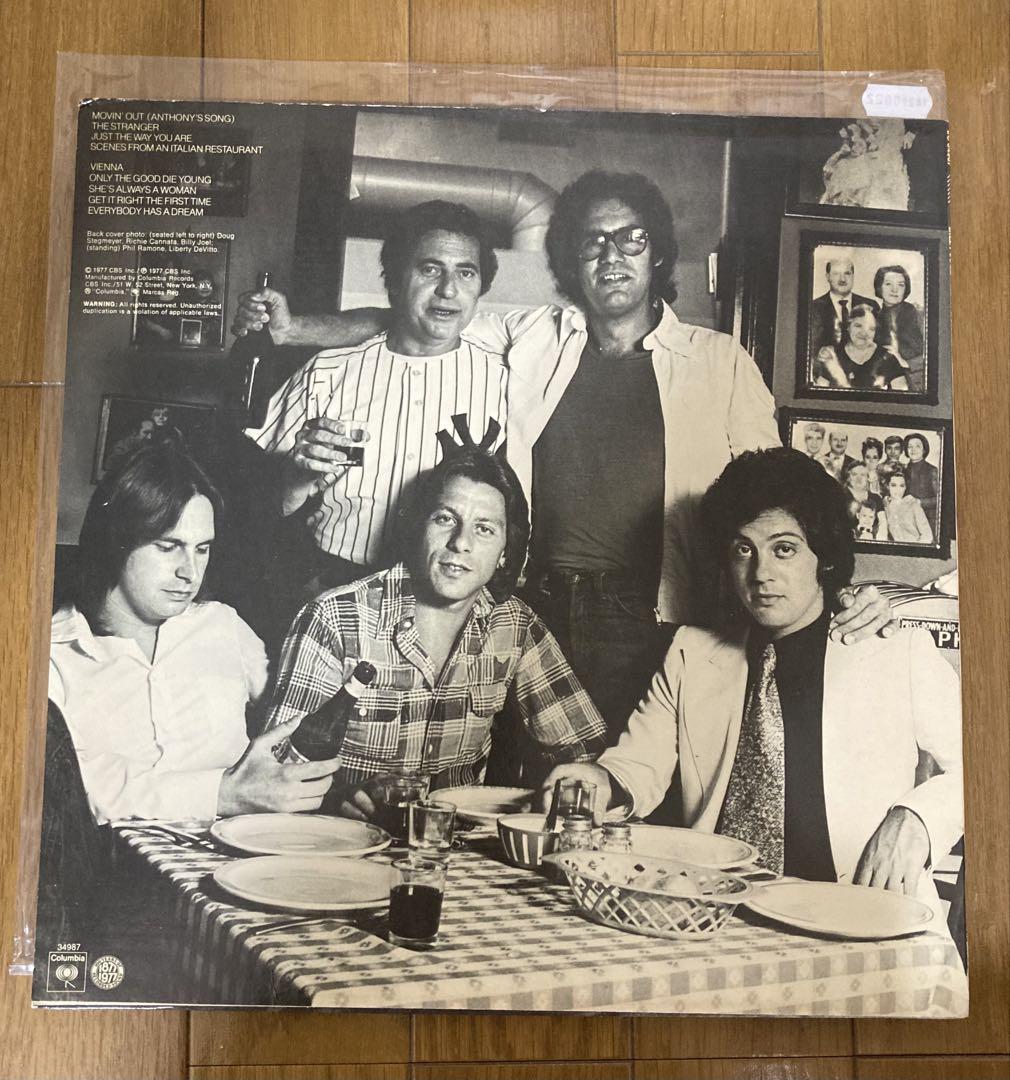 MOVIN' OUT (ANTHONY'S SONG)
THE STRANGER
JUST THE WAY YOU ARE
SCENES FROM AN ITALIAN RESTAURANT
VIENNA
ONLY THE GOOD DIE YOUNG
SHE'S ALWAYS A WOMAN
GET IT RIGHT THE FIRST TIME
EVERYBODY HAS A DREAM
Back cover photo: (seated left to right) Doug
Stegmeyer, Richie Cannata, Billy Joel;
(standing) Phil Ramone, Liberty DeVitto.
© 1977 CBS Inc./℗ 1977 CBS Inc.
Manufactured by Columbia Records
CBS Inc./51 W. 52 Street, New York, N.Y.
® "Columbia," Marcas Reg.
WARNING: All rights reserved. Unauthorized
duplication is a violation of applicable laws.
PRESS-DOWN-AND-
34987
Columbia
1877
1977